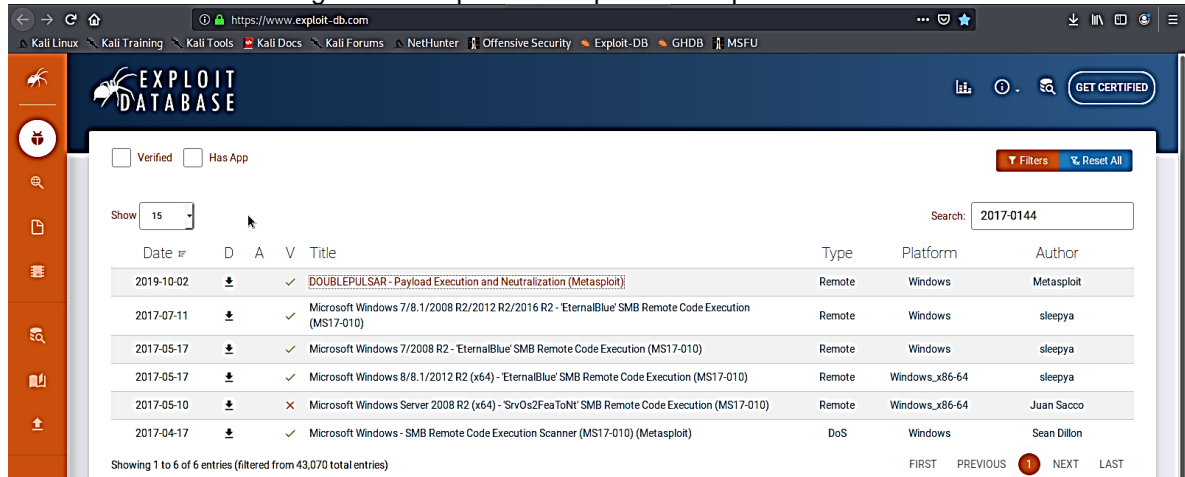 https://www.exploit-db.com
Kali Linux Kali Training Kali Tools Kali Docs Kali Forums NetHunter Offensive Security Exploit-DB GHDB MSFU
EXPLOIT
DATABASE
GET CERTIFIED
Verified Has App
Filters Reset All
Show 15
Search: 2017-0144
Date D A V Title Type Platform Author
2019-10-02 DOUBLEPULSAR - Payload Execution and Neutralization (Metasploit) Remote Windows Metasploit
2017-07-11 Microsoft Windows 7/8.1/2008 R2/2012 R2/2016 R2 - 'EternalBlue' SMB Remote Code Execution
(MS17-010) Remote Windows sleepya
2017-05-17 Microsoft Windows 7/2008 R2 - 'EternalBlue' SMB Remote Code Execution (MS17-010) Remote Windows sleepya
2017-05-17 Microsoft Windows 8/8.1/2012 R2 (x64) - 'EternalBlue' SMB Remote Code Execution (MS17-010) Remote Windows_x86-64 sleepya
2017-05-10 Microsoft Windows Server 2008 R2 (x64) - 'SrvOs2FeaToNt' SMB Remote Code Execution (MS17-010) Remote Windows_x86-64 Juan Sacco
2017-04-17 Microsoft Windows - SMB Remote Code Execution Scanner (MS17-010) (Metasploit) DoS Windows Sean Dillon
Showing 1 to 6 of 6 entries (filtered from 43,070 total entries)
FIRST PREVIOUS 1 NEXT LAST